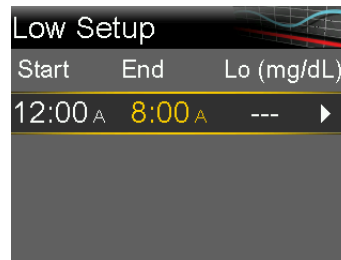 Low Setup
Start End Lo (mg/dL)
12:00 A 8:00 A ---